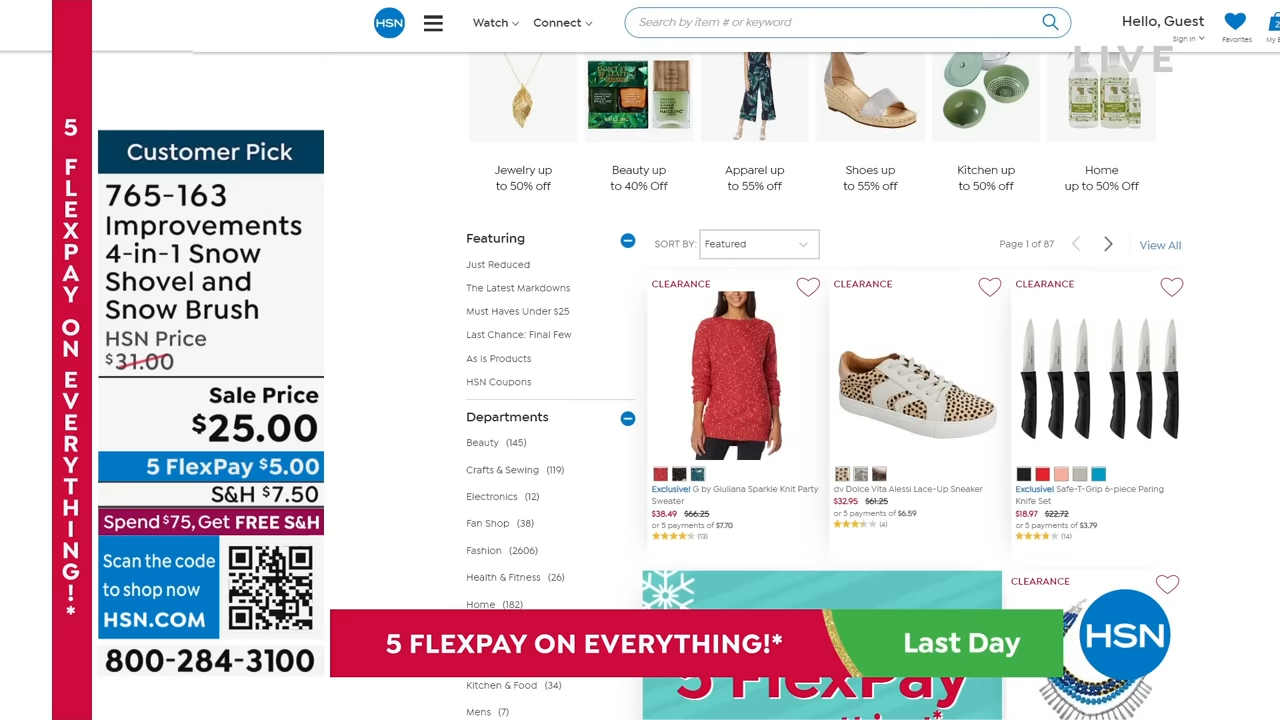 HSN
Watch
Connect
Search by item # or keyword
Hello, Guest
Sign In
Favorites
LIVE
5 FLEXPAY ON EVERYTHING!*
Customer Pick
765-163
Improvements
4-in-1 Snow
Shovel and
Snow Brush
HSN Price
$31.00
Sale Price
$25.00
5 FlexPay $5.00
S&H $7.50
Spend $75, Get FREE S&H
Scan the code
to shop now
HSN.COM
800-284-3100
Jewelry up
to 50% off
Beauty up
to 40% Off
Apparel up
to 55% off
Shoes up
to 55% off
Kitchen up
to 50% off
Home
up to 50% Off
Featuring
Just Reduced
The Latest Markdowns
Must Haves Under $25
Last Chance: Final Few
As Is Products
HSN Coupons
Departments
Beauty (145)
Crafts & Sewing (119)
Electronics (12)
Fan Shop (38)
Fashion (2606)
Health & Fitness (26)
Home (182)
Kitchen & Food (34)
Mens (7)
SORT BY: Featured
Page 1 of 87
View All
CLEARANCE
Exclusive! G by Giuliana Sparkle Knit Party
Sweater
$38.49 $66.25
or 5 payments of $7.70
(13)
CLEARANCE
dv Dolce Vita Alessi Lace-Up Sneaker
$32.95 $61.25
or 5 payments of $6.59
(4)
CLEARANCE
Exclusive! Safe-T-Grip 6-piece Paring
Knife Set
$18.97 $22.72
or 5 payments of $3.79
(14)
CLEARANCE
5 FLEXPAY ON EVERYTHING!*
Last Day
HSN
5 FlexPay